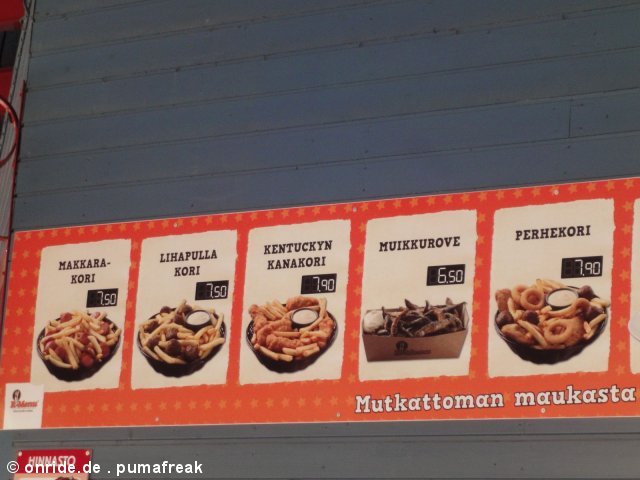 MAKKARA-
KORI
7,50
LIHAPULLA
KORI
7,50
KENTUCKYN
KANAKORI
7,90
MUIKKUROVE
6,50
PERHEKORI
7,90
Mutkattoman maukasta
HINNASTO
© onride.de . pumafreak